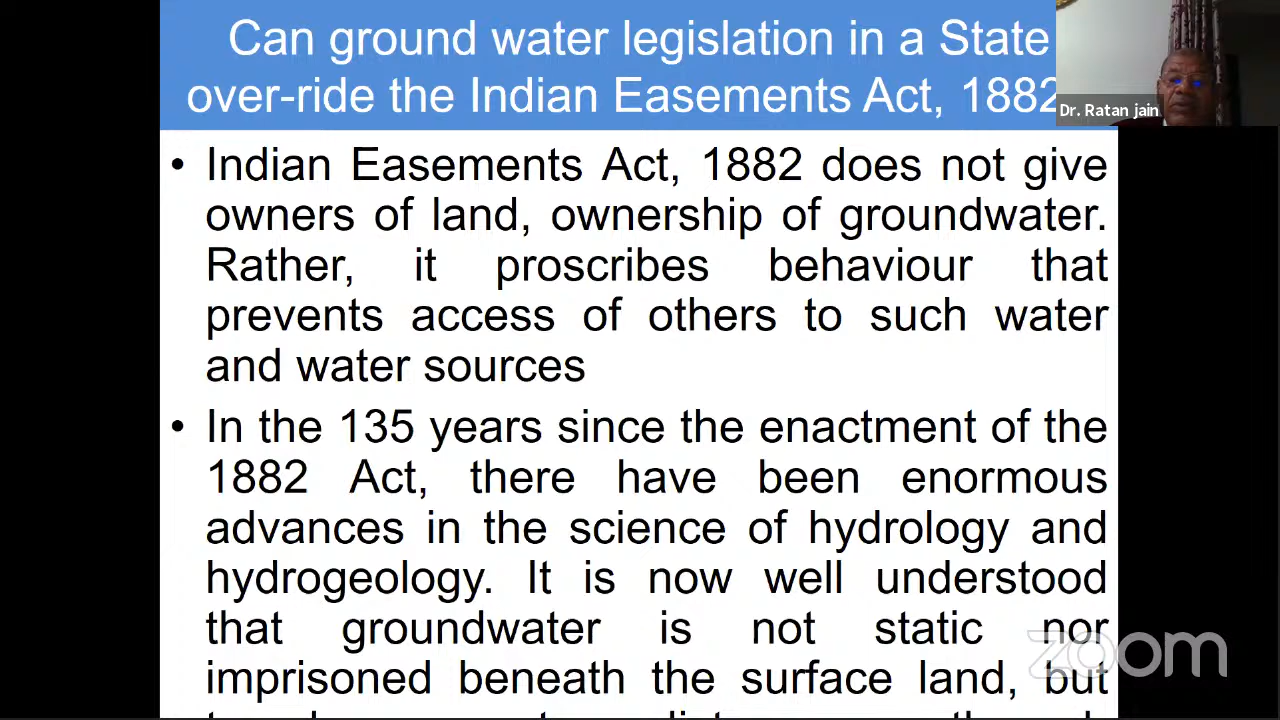 Can ground water legislation in a State
over-ride the Indian Easements Act, 1882
Dr. Ratan jain
• Indian Easements Act, 1882 does not give
owners of land, ownership of groundwater.
Rather, it proscribes behaviour that
prevents access of others to such water
and water sources
• In the 135 years since the enactment of the
1882 Act, there have been enormous
advances in the science of hydrology and
hydrogeology. It is now well understood
that groundwater is not static nor
imprisoned beneath the surface land, but
zoom